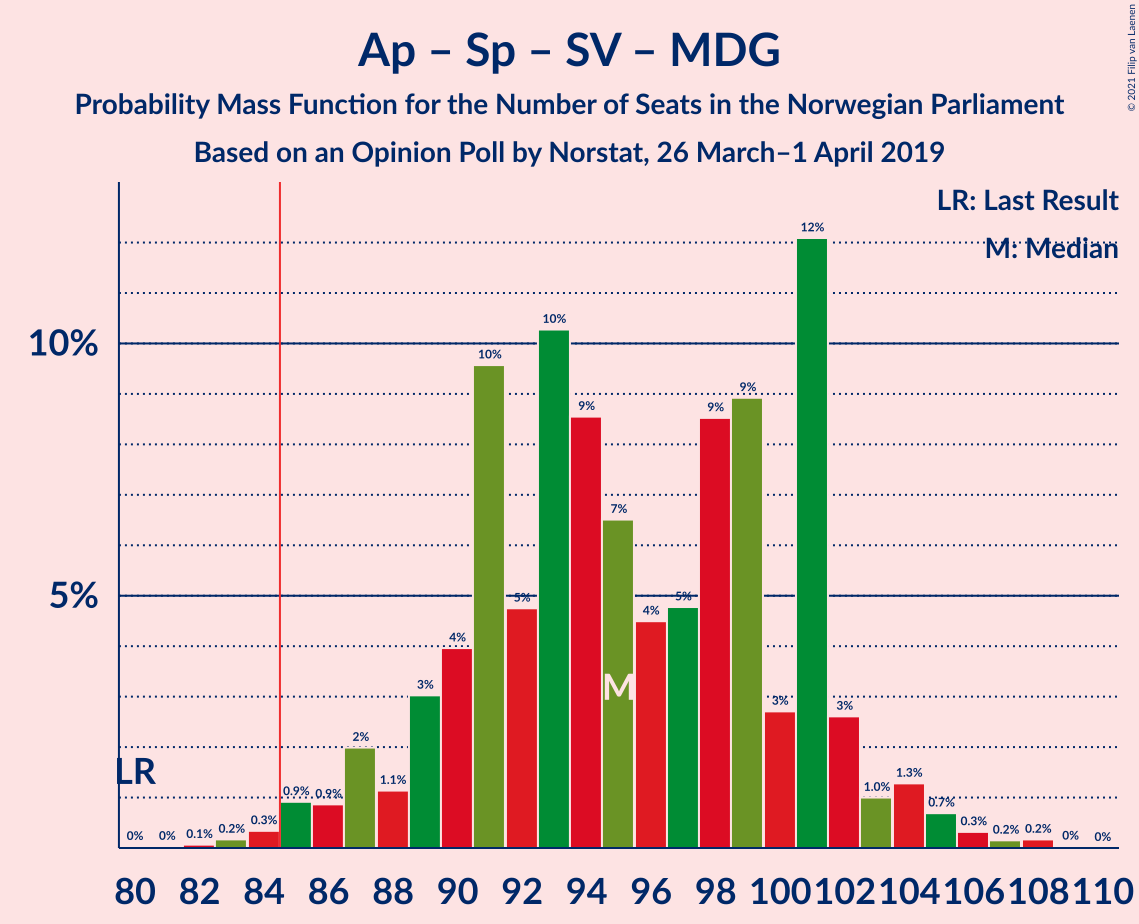 © 2021 Filip van Laenen
Ap – Sp – SV – MDG
Probability Mass Function for the Number of Seats in the Norwegian Parliament
Based on an Opinion Poll by Norstat, 26 March–1 April 2019
LR: Last Result
M: Median
10%
5%
LR
M
0% 0% 0.1% 0.2% 0.3% 0.9% 0.9% 2% 1.1% 3% 4% 10% 5% 10% 9% 7% 4% 5% 9% 9% 3% 12% 3% 1.0% 1.3% 0.7% 0.3% 0.2% 0.2% 0% 0%
80 82 84 86 88 90 92 94 96 98 100 102 104 106 108 110